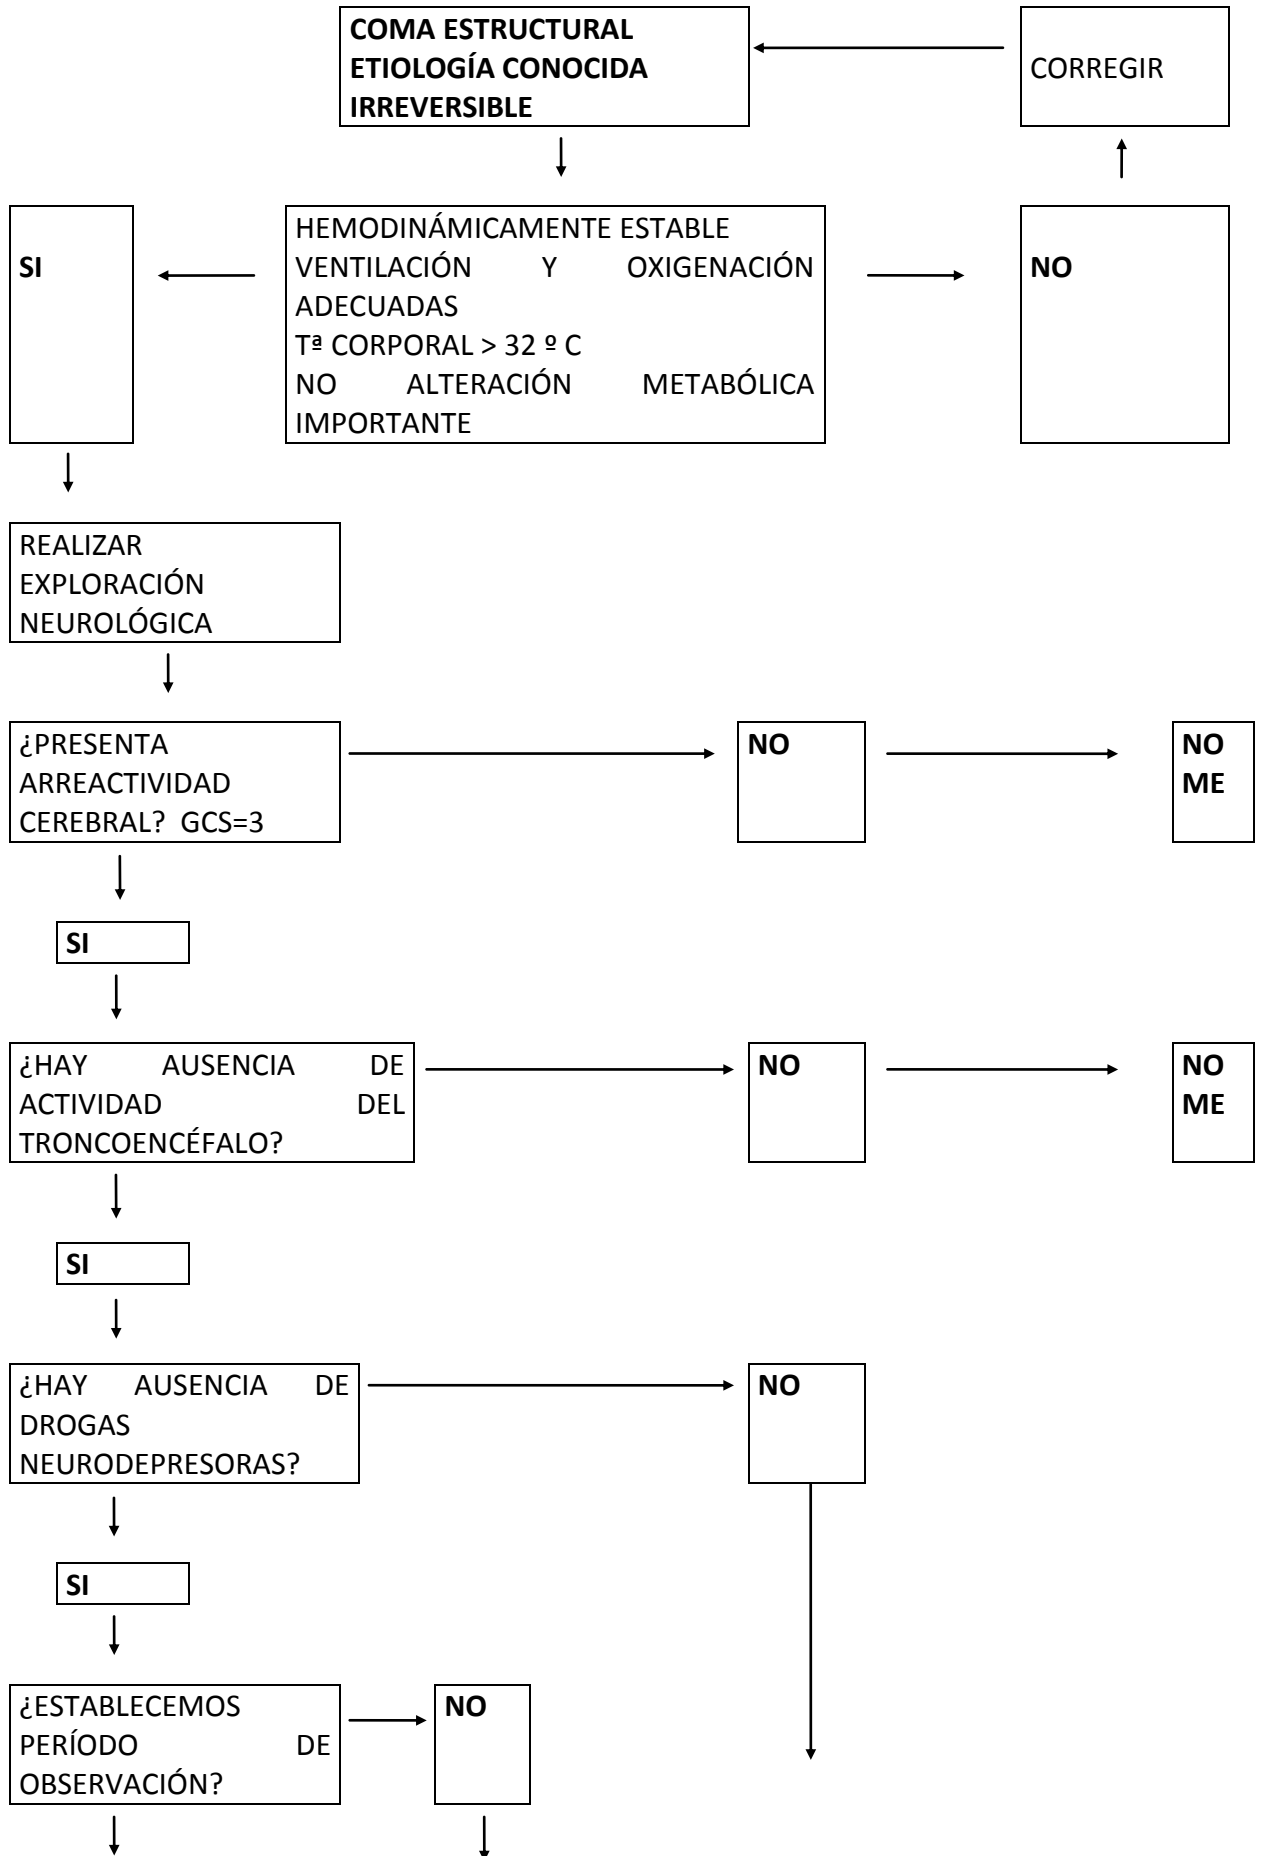 COMA ESTRUCTURAL
ETIOLOGÍA CONOCIDA
IRREVERSIBLE
CORREGIR
SI
HEMODINÁMICAMENTE ESTABLE
VENTILACIÓN Y OXIGENACIÓN
ADECUADAS
Tª CORPORAL > 32 º C
NO ALTERACIÓN METABÓLICA
IMPORTANTE
NO
REALIZAR
EXPLORACIÓN
NEUROLÓGICA
¿PRESENTA
ARREACTIVIDAD
CEREBRAL? GCS=3
NO
NO
ME
SI
¿HAY AUSENCIA DE
ACTIVIDAD DEL
TRONCOENCÉFALO?
NO
NO
ME
SI
¿HAY AUSENCIA DE
DROGAS
NEURODEPRESORAS?
NO
SI
¿ESTABLECEMOS
PERÍODO DE
OBSERVACIÓN?
NO